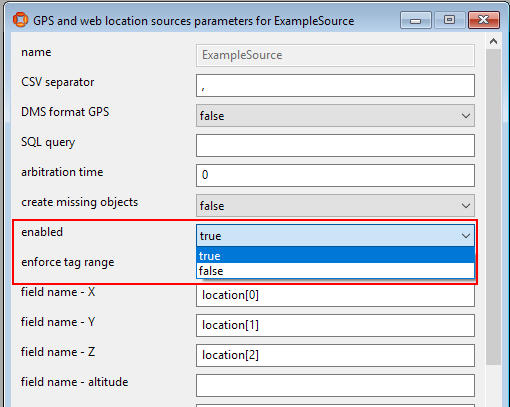 GPS and web location sources parameters for ExampleSource
name ExampleSource
CSV separator ,
DMS format GPS false
SQL query
arbitration time 0
create missing objects false
enabled true
true
enforce tag range false
field name - X location[0]
field name - Y location[1]
field name - Z location[2]
field name - altitude